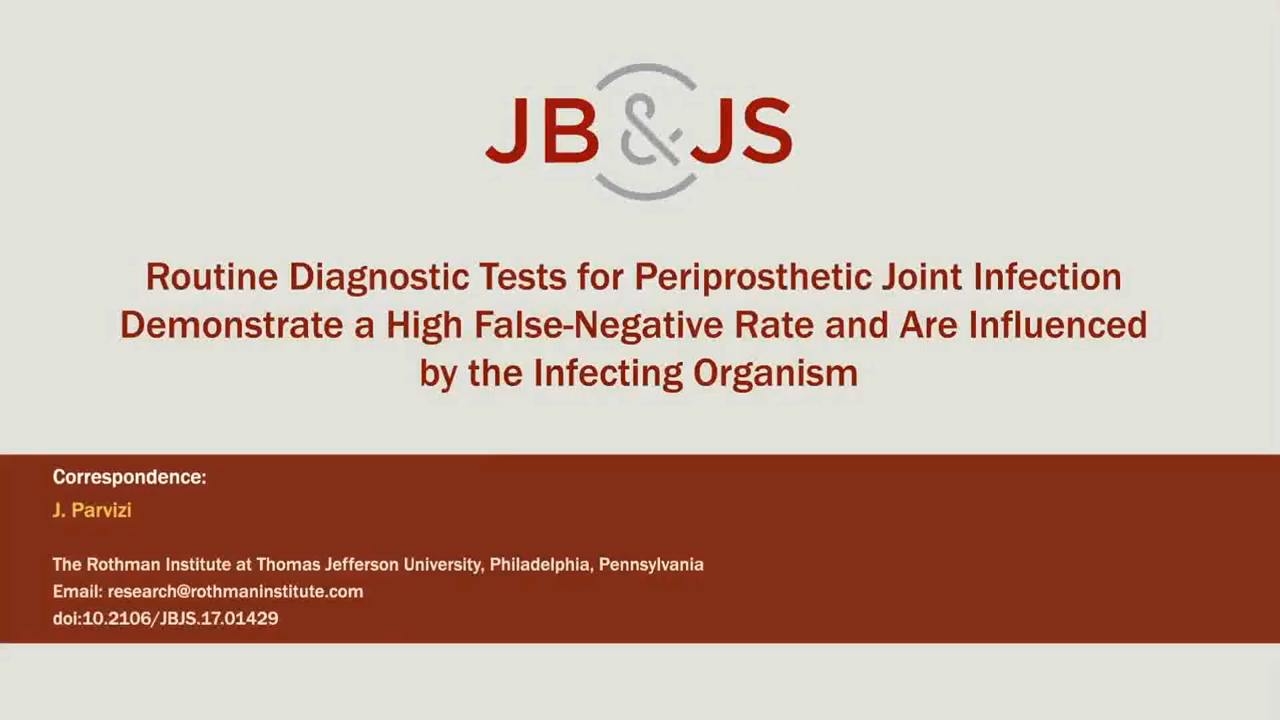 JB&JS
Routine Diagnostic Tests for Periprosthetic Joint Infection
Demonstrate a High False-Negative Rate and Are Influenced
by the Infecting Organism
Correspondence:
J. Parvizi
The Rothman Institute at Thomas Jefferson University, Philadelphia, Pennsylvania
Email: research@rothmaninstitute.com
doi:10.2106/JBJS.17.01429